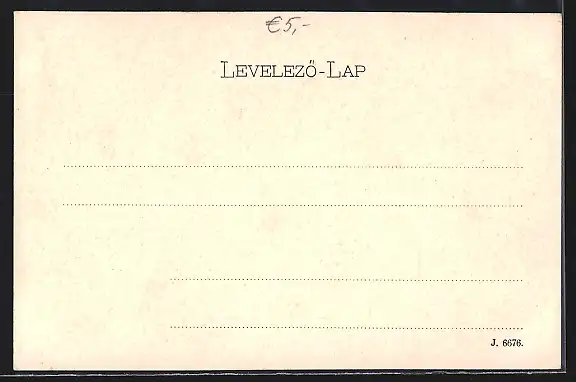 €5,-
LEVELEZŐ-LAP
J. 6676.